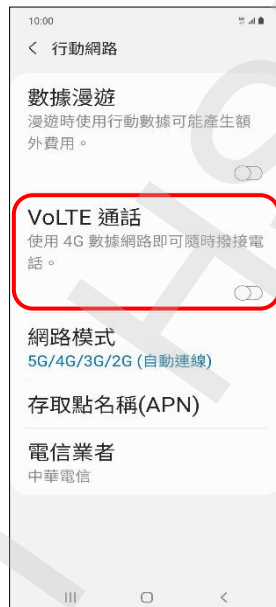 10:00
行動網路
數據漫遊
漫遊時使用行動數據可能產生額
外費用。
VoLTE 通話
使用 4G 數據網路即可隨時撥接電
話。
網路模式
5G/4G/3G/2G (自動連線)
存取點名稱(APN)
電信業者
中華電信